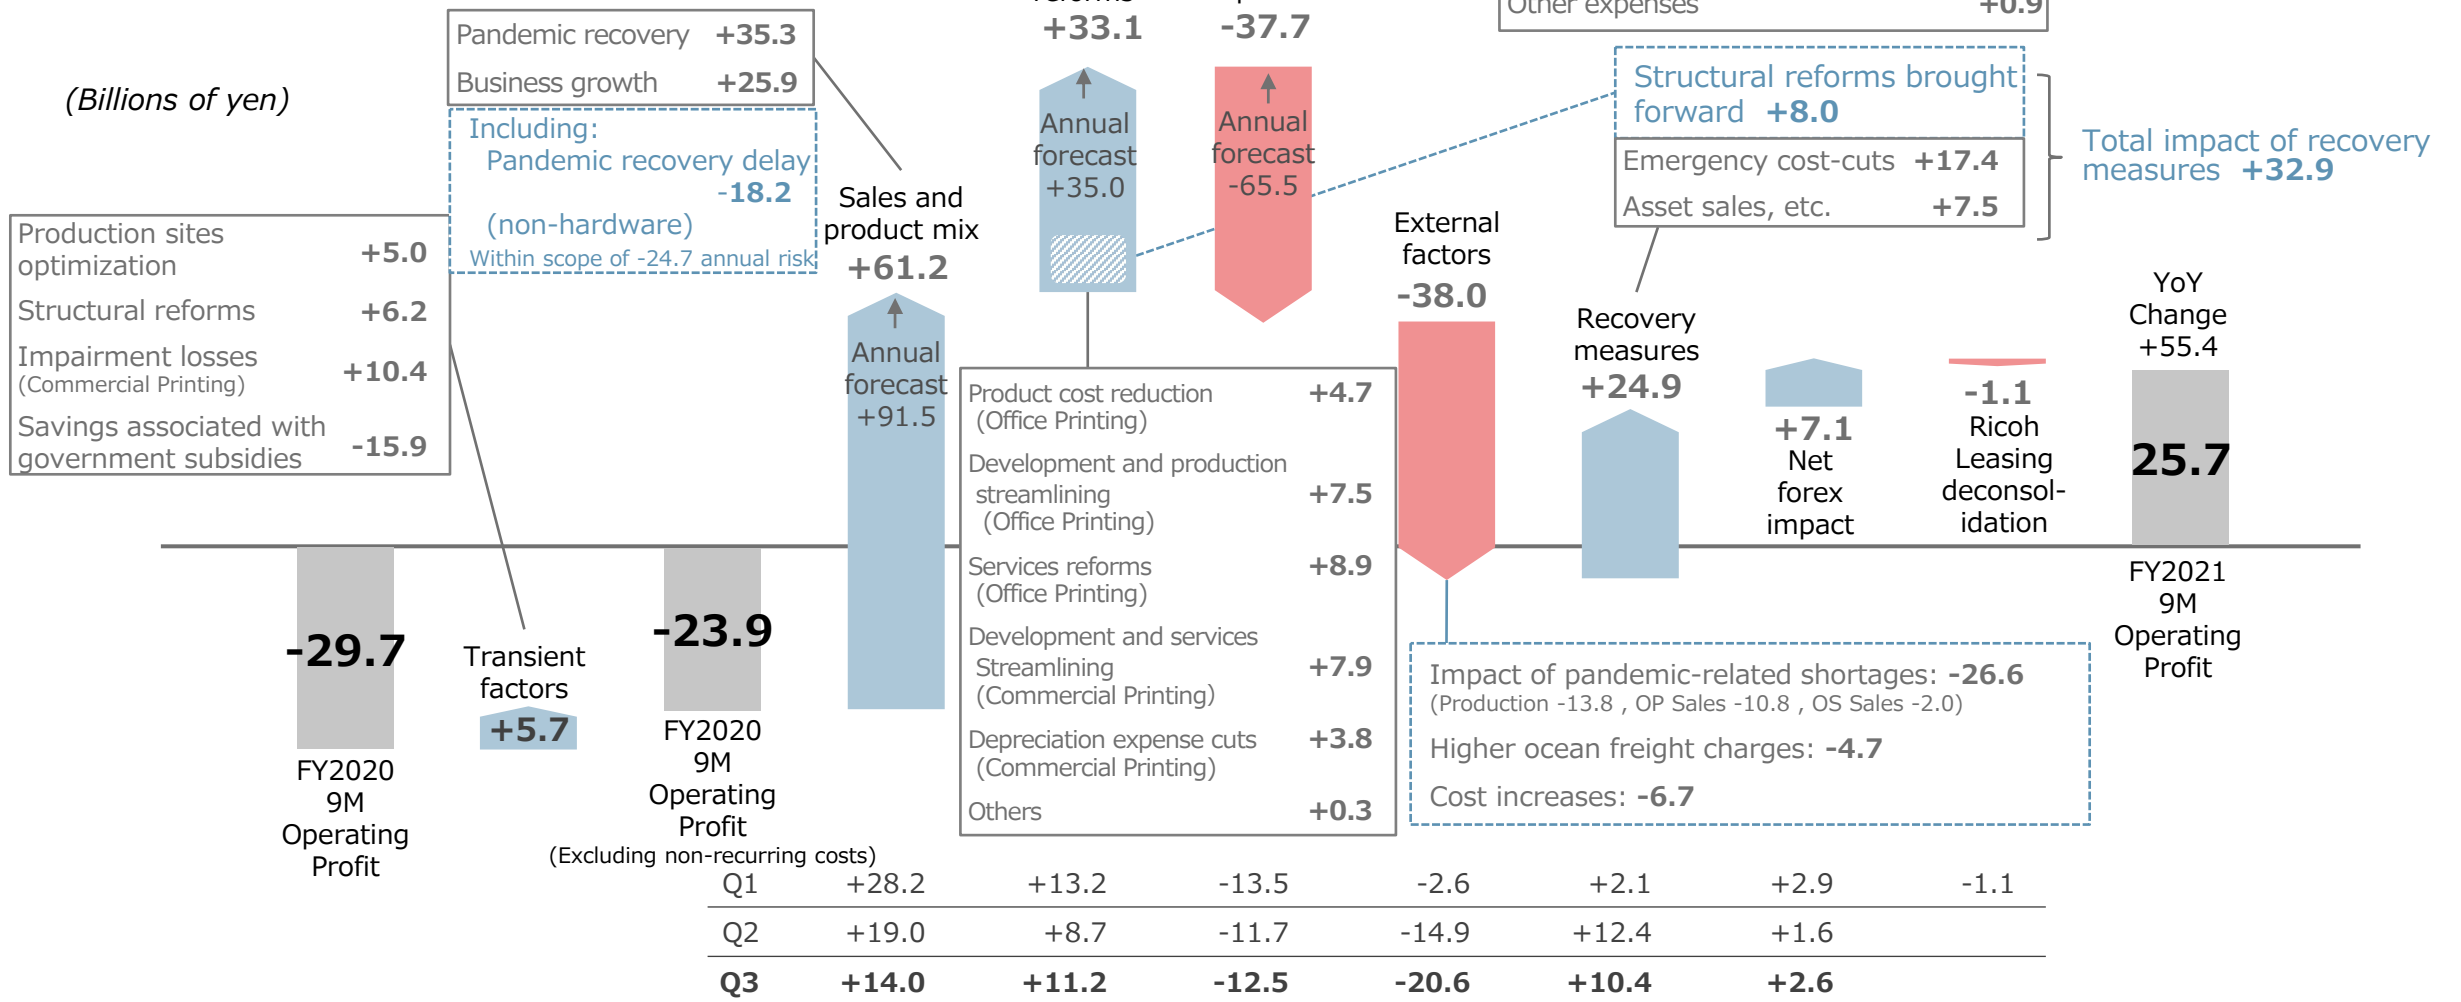 +33.1
-37.7
Other expenses +0.9
(Billions of yen)
Pandemic recovery +35.3
Business growth +25.9
Including:
Pandemic recovery delay
-18.2
(non-hardware)
Within scope of -24.7 annual risk
Production sites
optimization +5.0
Structural reforms +6.2
Impairment losses
(Commercial Printing) +10.4
Savings associated with
government subsidies -15.9
Sales and
product mix
+61.2
Annual
forecast
+91.5
Annual
forecast
+35.0
Annual
forecast
-65.5
Structural reforms brought
forward +8.0
Emergency cost-cuts +17.4
Asset sales, etc. +7.5
Total impact of recovery
measures +32.9
External
factors
-38.0
Recovery
measures
+24.9
+7.1
Net
forex
impact
-1.1
Ricoh
Leasing
deconsol-
idation
YoY
Change
+55.4
25.7
FY2021
9M
Operating
Profit
-29.7
FY2020
9M
Operating
Profit
Transient
factors
+5.7
-23.9
FY2020
9M
Operating
Profit
(Excluding non-recurring costs)
Product cost reduction +4.7
(Office Printing)
Development and production
streamlining +7.5
(Office Printing)
Services reforms +8.9
(Office Printing)
Development and services
Streamlining +7.9
(Commercial Printing)
Depreciation expense cuts +3.8
(Commercial Printing)
Others +0.3
Impact of pandemic-related shortages: -26.6
(Production -13.8 , OP Sales -10.8 , OS Sales -2.0)
Higher ocean freight charges: -4.7
Cost increases: -6.7
Q1 +28.2 +13.2 -13.5 -2.6 +2.1 +2.9 -1.1
Q2 +19.0 +8.7 -11.7 -14.9 +12.4 +1.6
Q3 +14.0 +11.2 -12.5 -20.6 +10.4 +2.6